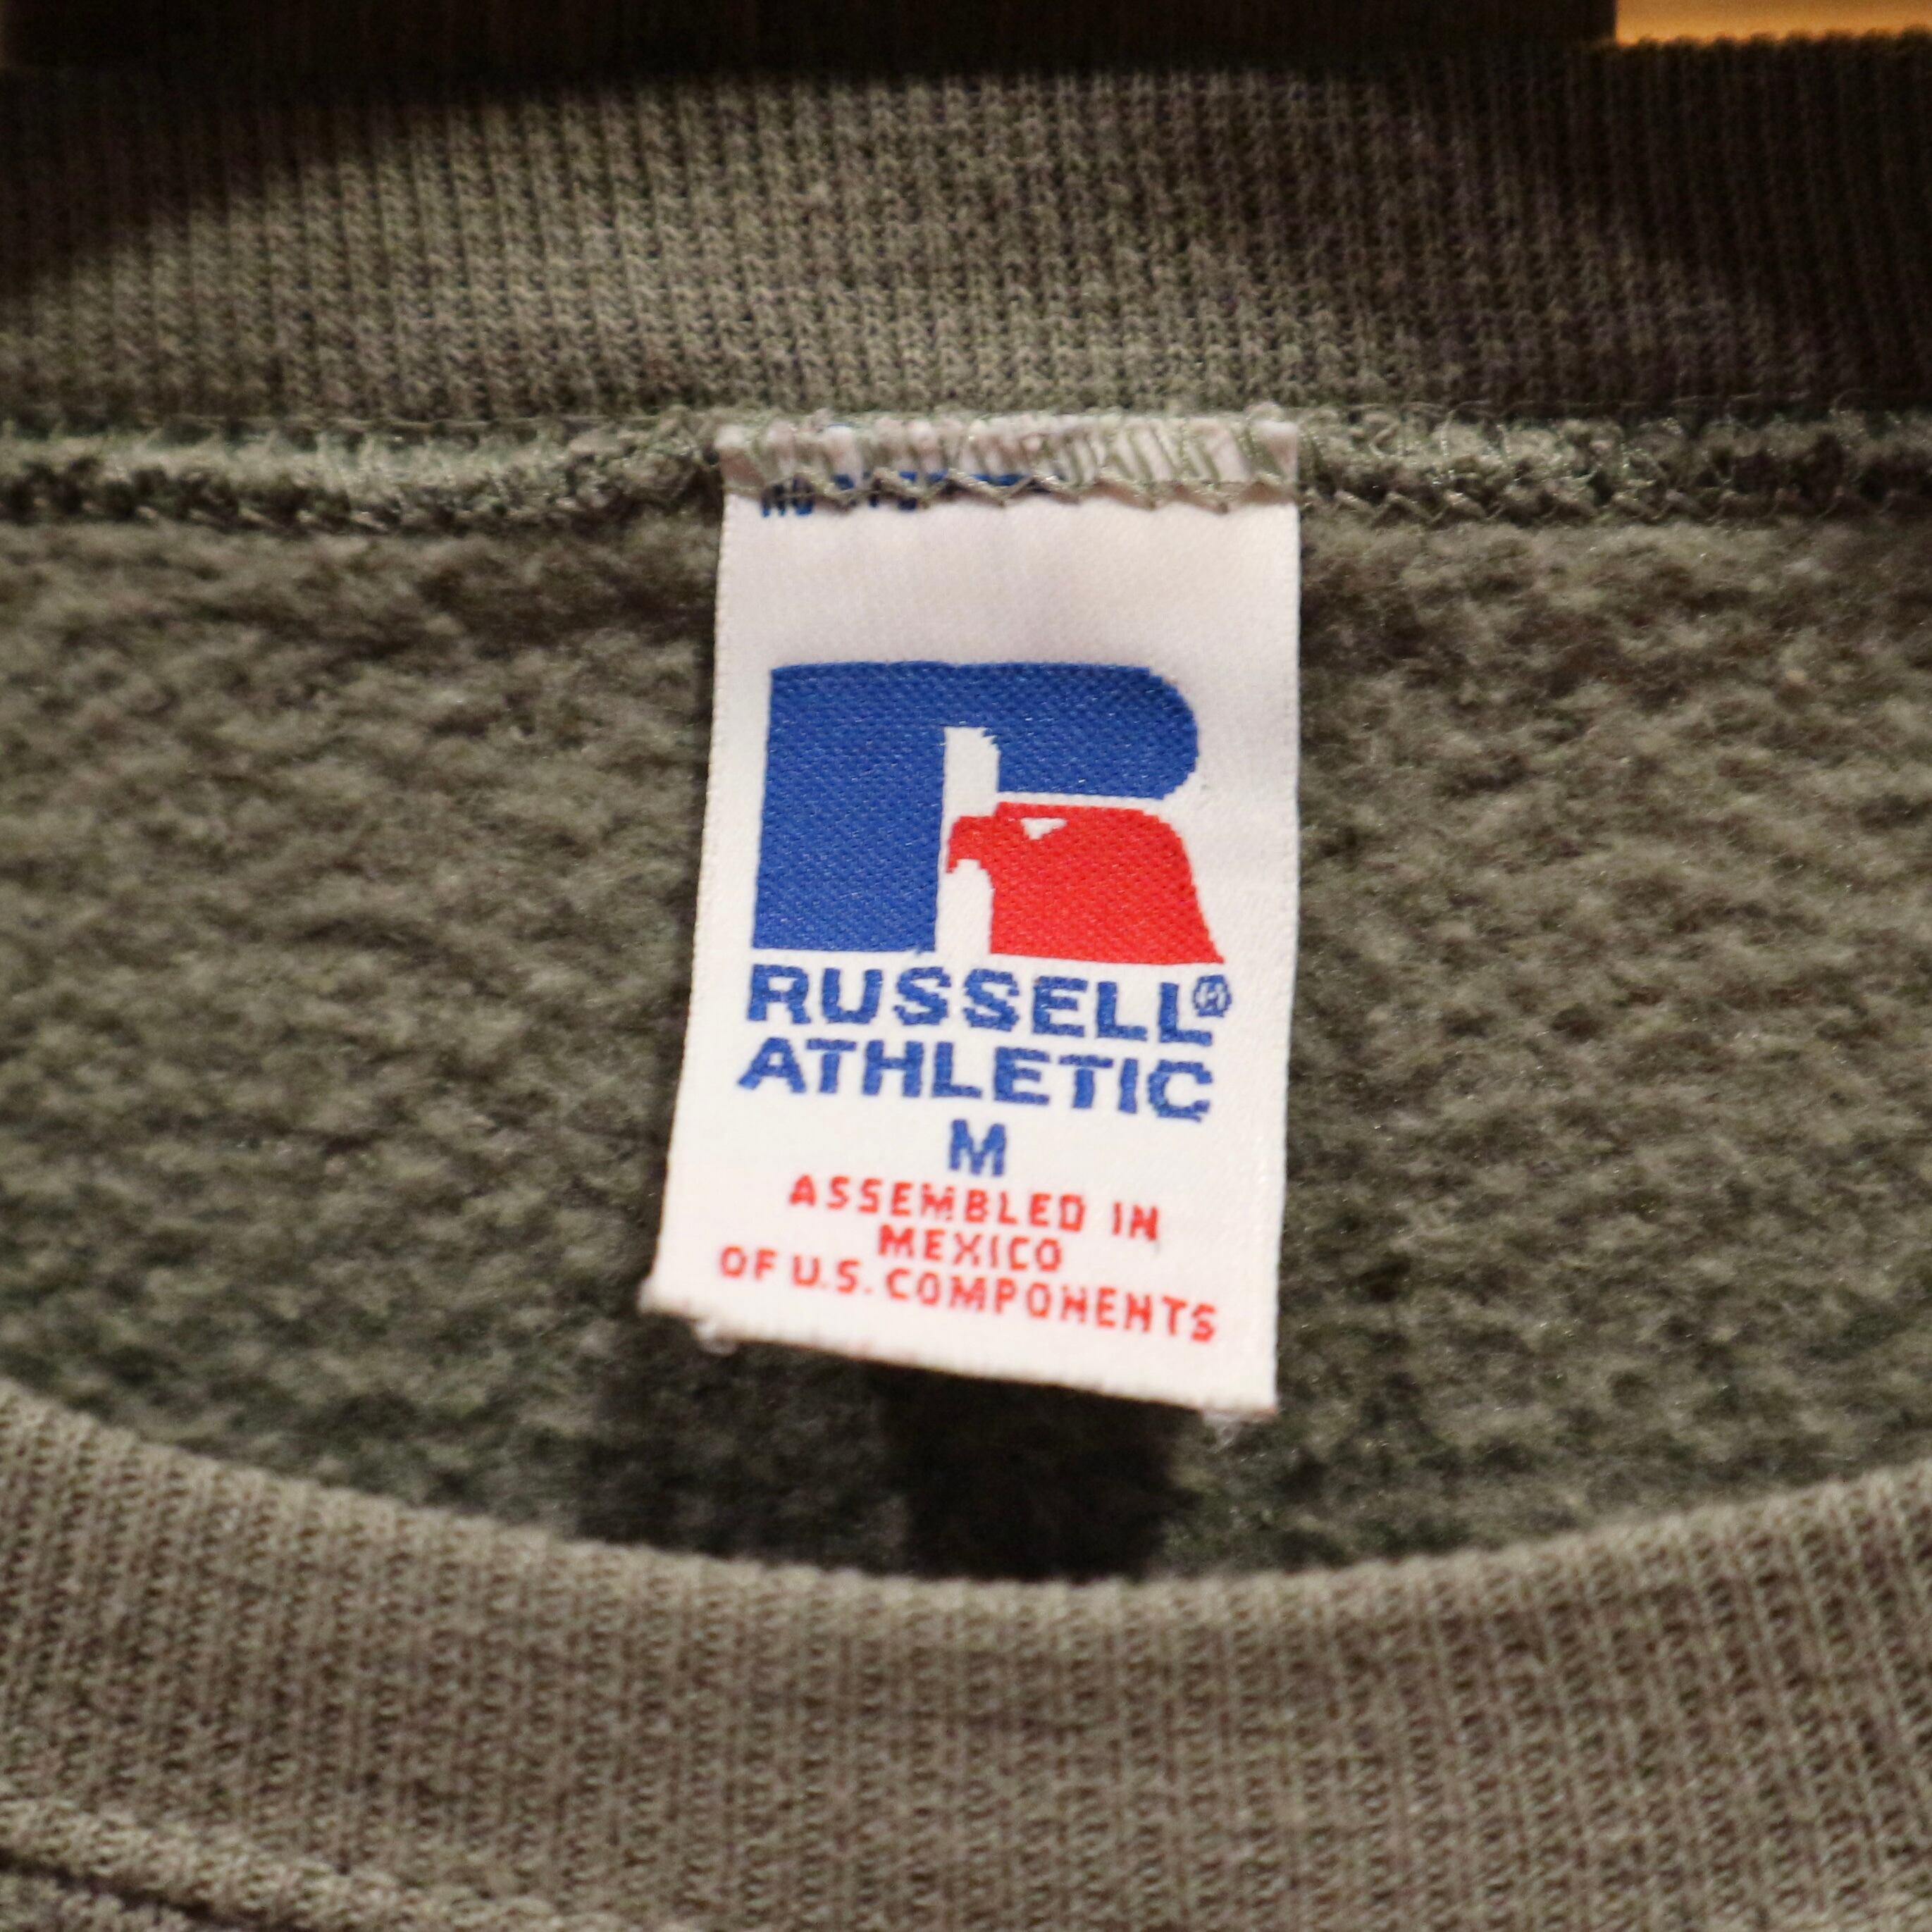 RUSSELL®
ATHLETIC
M
ASSEMBLED IN
MEXICO
OF U.S. COMPONENTS